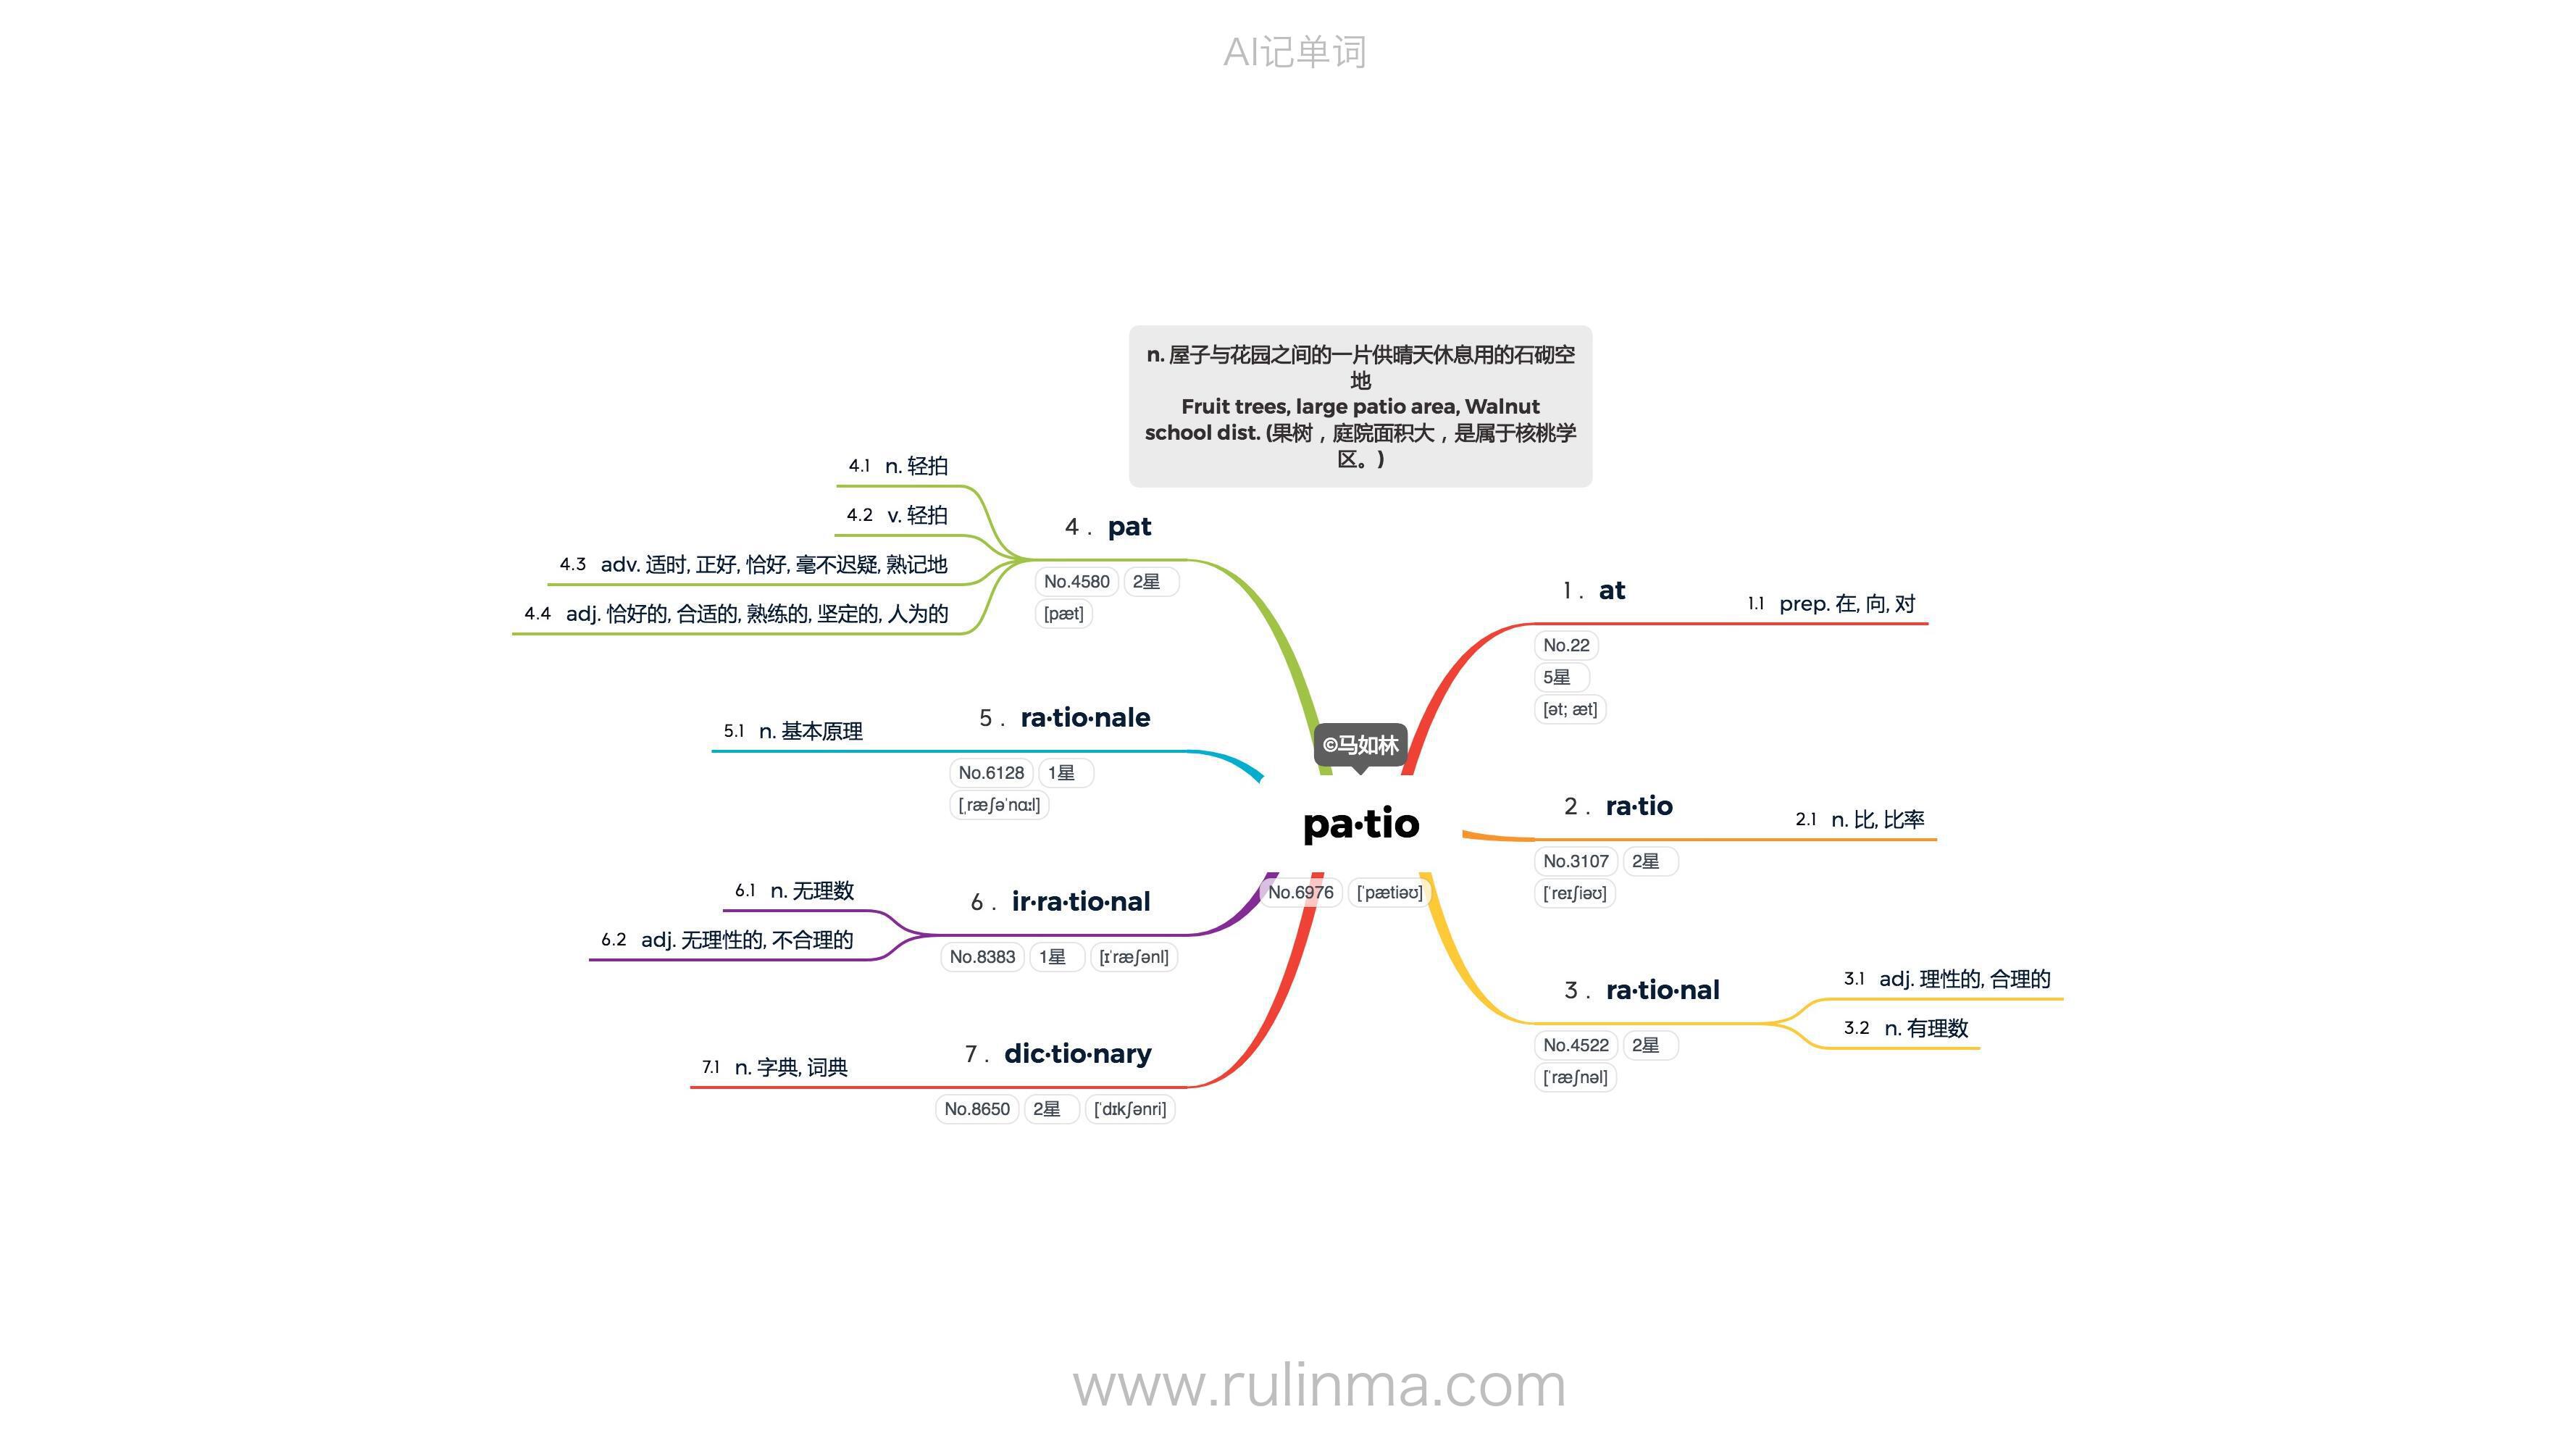 AI记单词
n. 屋子与花园之间的一片供晴天休息用的石砌空
地
Fruit trees, large patio area, Walnut
school dist. (果树，庭院面积大，是属于核桃学
区。)
©马如林
pa·tio
No.6976 [ˈpætiəʊ]
1 . at
No.22
5星
[ət; æt]
1.1 prep. 在, 向, 对
2 . ra·tio
No.3107 2星
[ˈreɪʃiəʊ]
2.1 n. 比, 比率
3 . ra·tio·nal
No.4522 2星
[ˈræʃnəl]
3.1 adj. 理性的, 合理的
3.2 n. 有理数
4 . pat
No.4580 2星
[pæt]
4.1 n. 轻拍
4.2 v. 轻拍
4.3 adv. 适时, 正好, 恰好, 毫不迟疑, 熟记地
4.4 adj. 恰好的, 合适的, 熟练的, 坚定的, 人为的
5 . ra·tio·nale
No.6128 1星
[ˌræʃəˈnɑːl]
5.1 n. 基本原理
6 . ir·ra·tio·nal
No.8383 1星 [ɪˈræʃənl]
6.1 n. 无理数
6.2 adj. 无理性的, 不合理的
7 . dic·tio·nary
No.8650 2星 [ˈdɪkʃənri]
7.1 n. 字典, 词典
www.rulinma.com